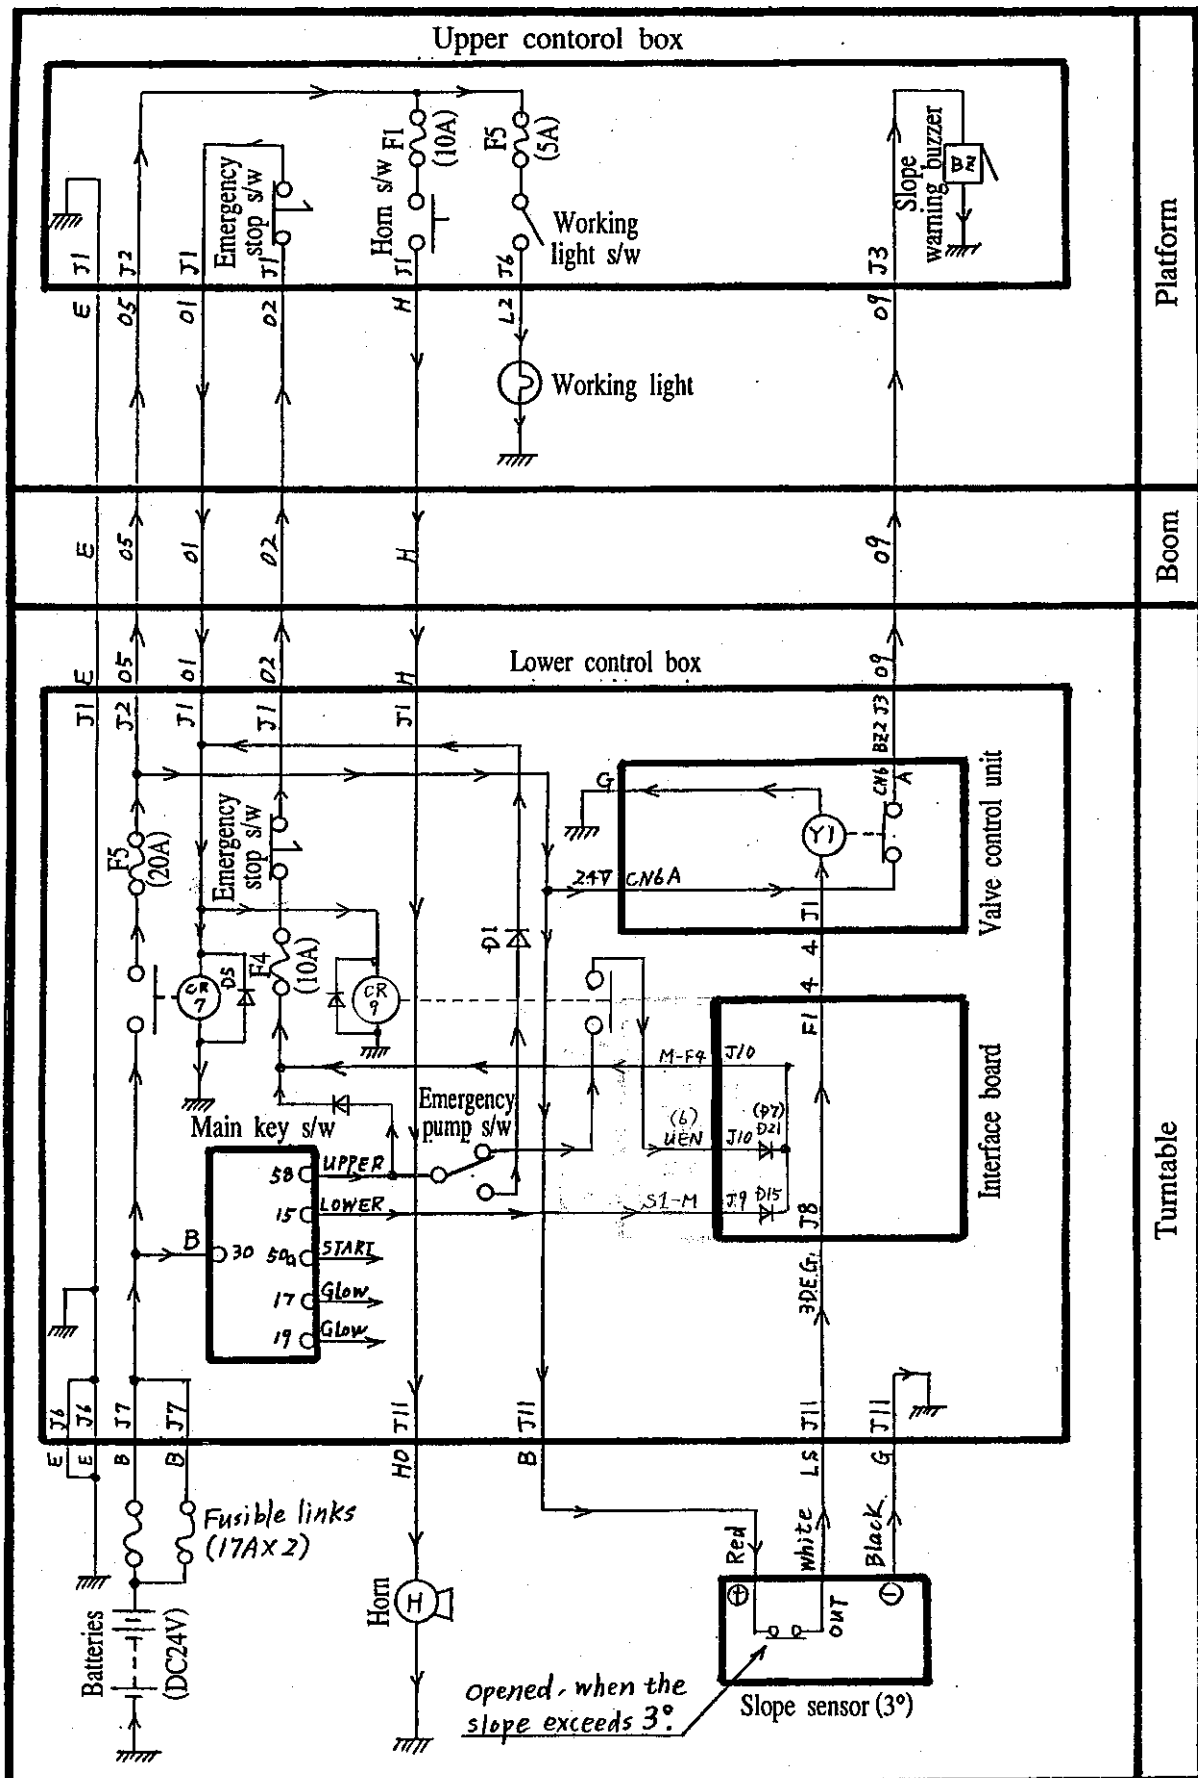 Upper contorol box
F1
(10A)
F5
(5A)
Emergency
stop s/w
Horn s/w
Working
light s/w
Slope
warning buzzer
BZ
J1
J2
J1
J1
J1
J6
J3
E
05
01
02
H
L2
09
Working light
Platform
E
05
01
02
H
09
Boom
E
05
01
02
H
09
Lower control box
J1
J2
J1
J1
J1
BZ2 J3
CN6
A
G
Y1
Valve control unit
F5
(20A)
Emergency
stop s/w
24V CN6A
J1
4
D1
F4
(10A)
CR
7
D5
CR
9
4
F1
M-F4 J10
Emergency
pump s/w
Main key s/w
(6)
UEN
J10
(D7)
D21
Interface board
58 UPPER
15 LOWER
S1-M
J9 D15
J8
B
30
50a START
17 Glow
19 Glow
3DEG.
Turntable
J6
J6
J7
J7
J11
J11
J11
J11
E
E
B
B
HO
B
LS
G
Fusible links
(17A×2)
Red
White
Black
Batteries
(DC24V)
Horn
H
OUT
Opened, when the
slope exceeds 3°.
Slope sensor (3°)